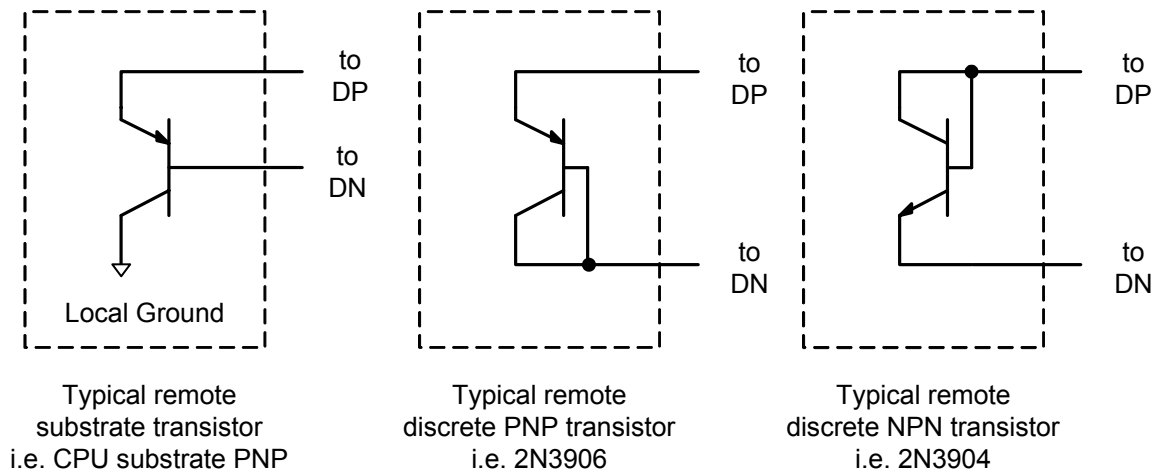 to
DP
to
DN
Local Ground
Typical remote
substrate transistor
i.e. CPU substrate PNP
to
DP
to
DN
Typical remote
discrete PNP transistor
i.e. 2N3906
to
DP
to
DN
Typical remote
discrete NPN transistor
i.e. 2N3904